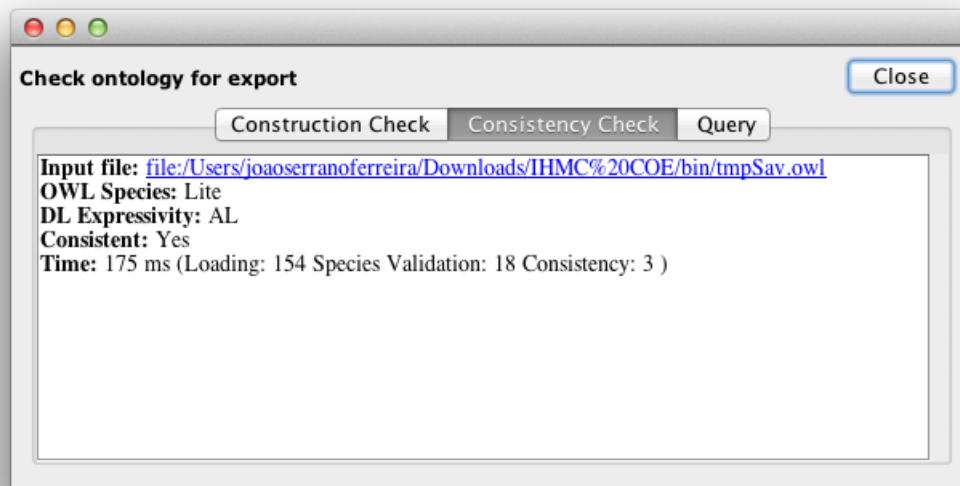 Check ontology for export
Close
Construction Check Consistency Check Query
Input file: file:/Users/joaoserranoferreira/Downloads/IHMC%20COE/bin/tmpSav.owl
OWL Species: Lite
DL Expressivity: AL
Consistent: Yes
Time: 175 ms (Loading: 154 Species Validation: 18 Consistency: 3 )